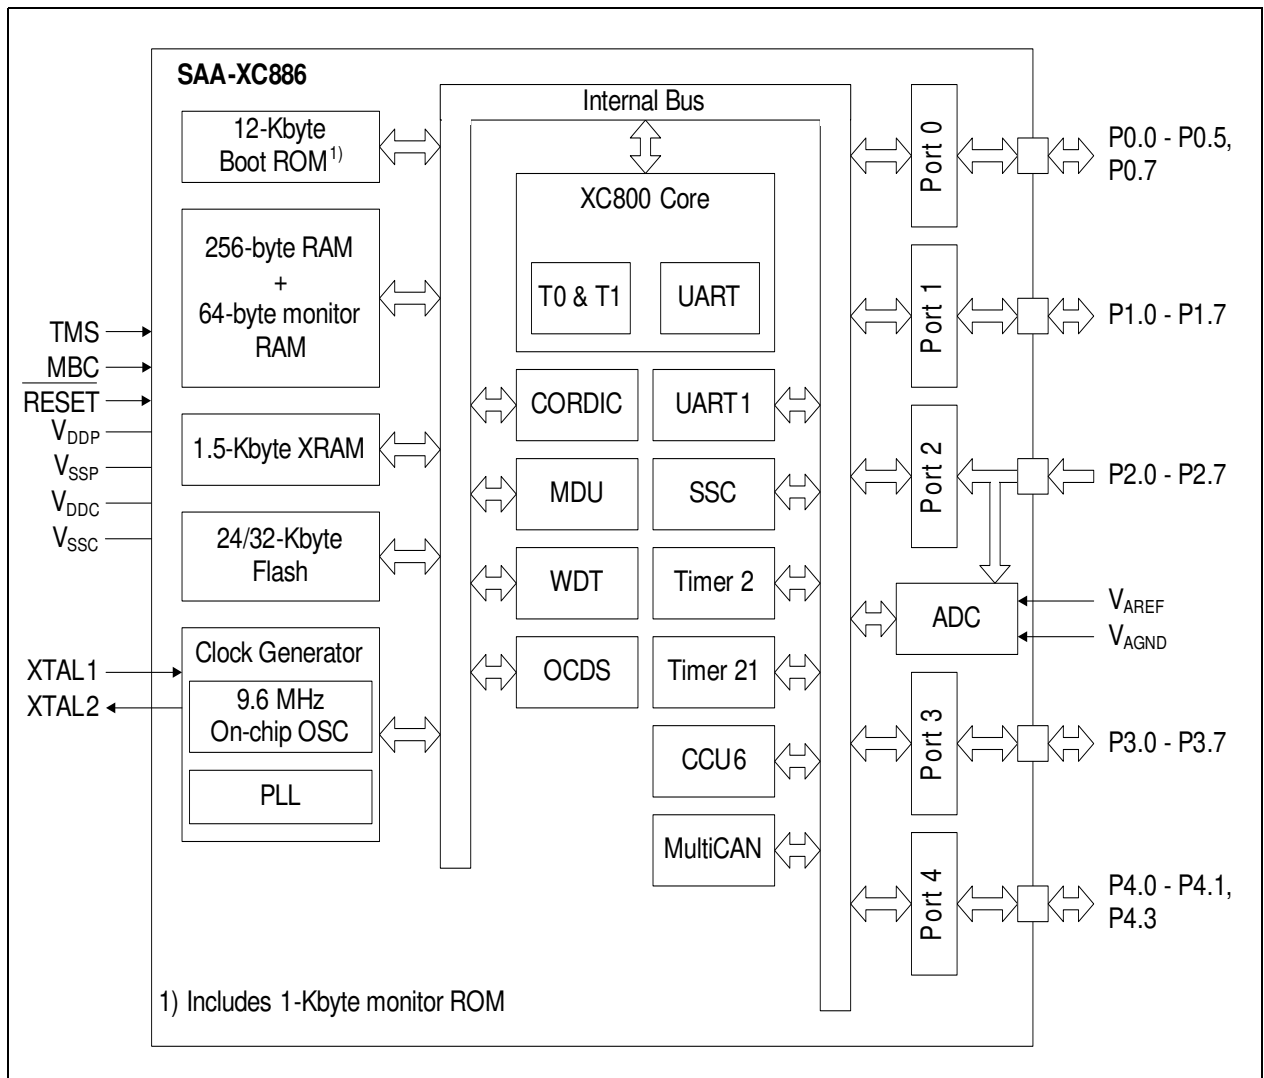 SAA-XC886
Internal Bus
12-Kbyte
Boot ROM1)
256-byte RAM
+
64-byte monitor
RAM
1.5-Kbyte XRAM
24/32-Kbyte
Flash
Clock Generator
9.6 MHz
On-chip OSC
PLL
TMS
MBC
RESET
VDDP
VSSP
VDDC
VSSC
XTAL1
XTAL2
XC800 Core
T0 & T1
UART
CORDIC
UART1
MDU
SSC
WDT
Timer 2
OCDS
Timer 21
CCU6
MultiCAN
Port 0
P0.0 - P0.5,
P0.7
Port 1
P1.0 - P1.7
Port 2
P2.0 - P2.7
ADC
VAREF
VAGND
Port 3
P3.0 - P3.7
Port 4
P4.0 - P4.1,
P4.3
1) Includes 1-Kbyte monitor ROM